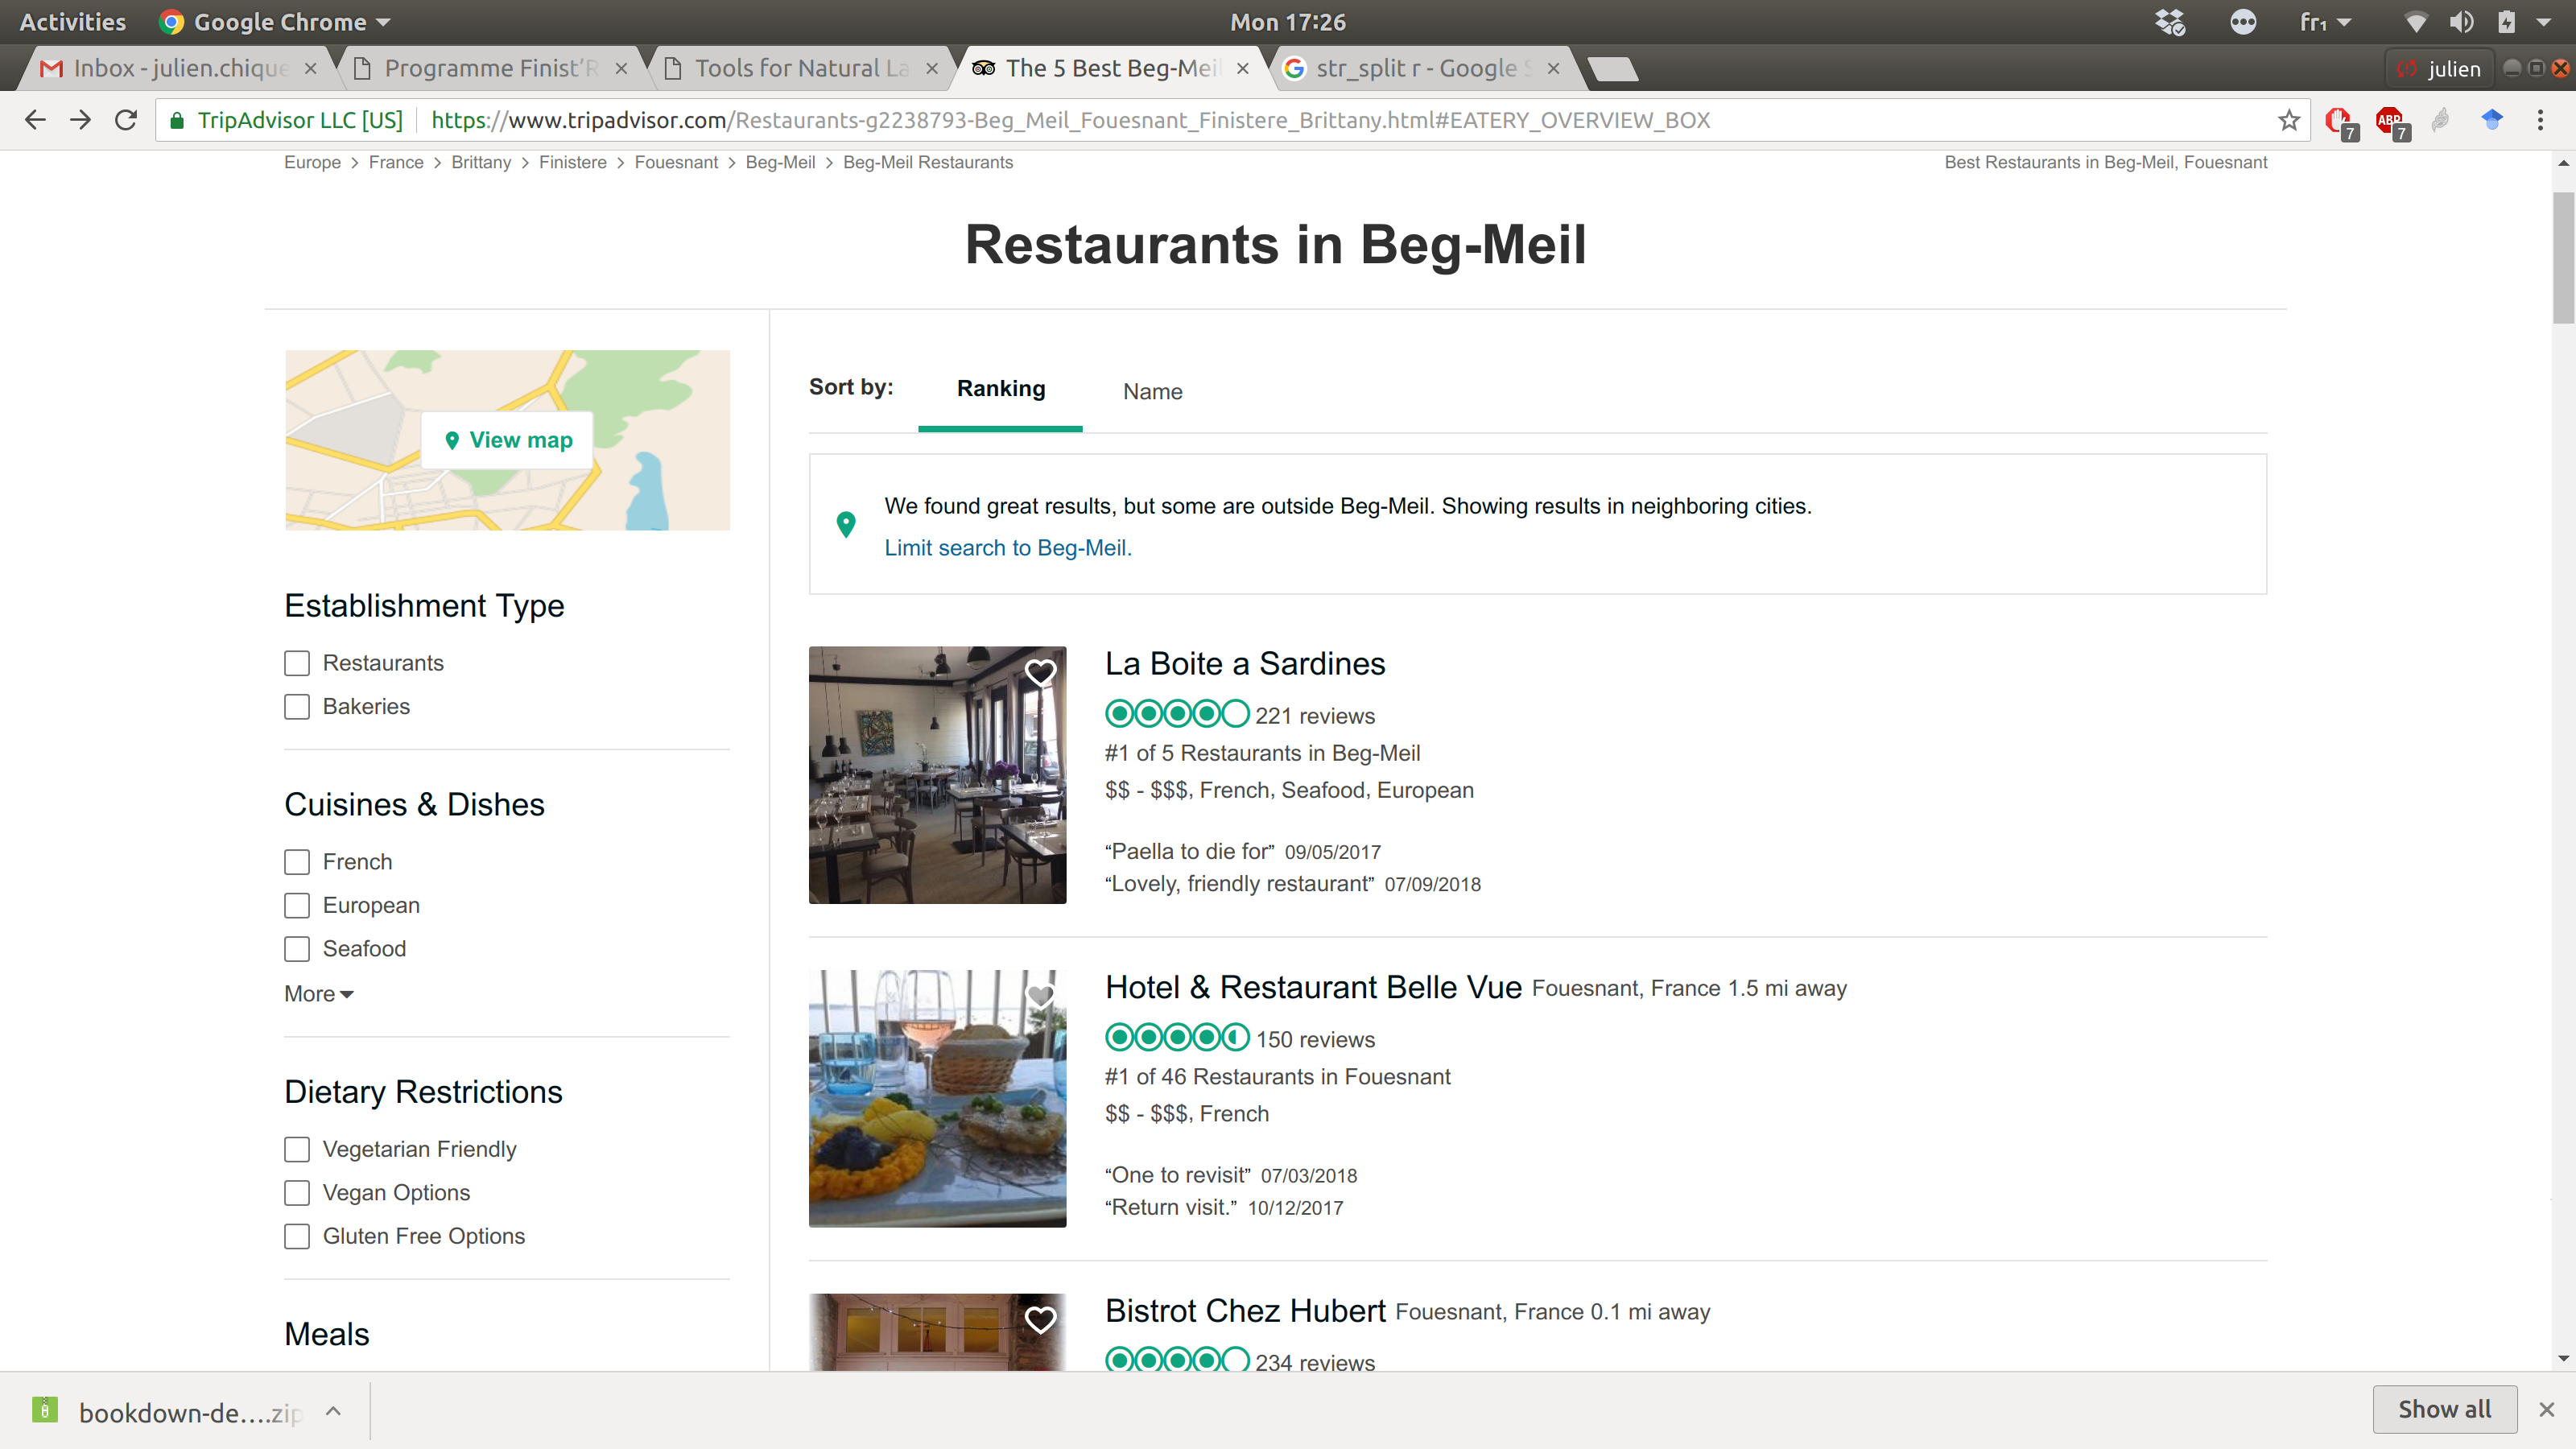 Activities Google Chrome Mon 17:26 fr₁
Inbox - julien.chique Programme Finist'R Tools for Natural La The 5 Best Beg-Meil str_split r - Google S julien
TripAdvisor LLC [US] https://www.tripadvisor.com/Restaurants-g2238793-Beg_Meil_Fouesnant_Finistere_Brittany.html#EATERY_OVERVIEW_BOX 7 ABP 7
Europe > France > Brittany > Finistere > Fouesnant > Beg-Meil > Beg-Meil Restaurants Best Restaurants in Beg-Meil, Fouesnant
Restaurants in Beg-Meil
View map
Establishment Type
Restaurants
Bakeries
Cuisines & Dishes
French
European
Seafood
More
Dietary Restrictions
Vegetarian Friendly
Vegan Options
Gluten Free Options
Meals
Sort by: Ranking Name
We found great results, but some are outside Beg-Meil. Showing results in neighboring cities.
Limit search to Beg-Meil.
La Boite a Sardines
221 reviews
#1 of 5 Restaurants in Beg-Meil
$$ - $$$, French, Seafood, European
“Paella to die for” 09/05/2017
“Lovely, friendly restaurant” 07/09/2018
Hotel & Restaurant Belle Vue Fouesnant, France 1.5 mi away
150 reviews
#1 of 46 Restaurants in Fouesnant
$$ - $$$, French
“One to revisit” 07/03/2018
“Return visit.” 10/12/2017
Bistrot Chez Hubert Fouesnant, France 0.1 mi away
234 reviews
bookdown-de....zip Show all